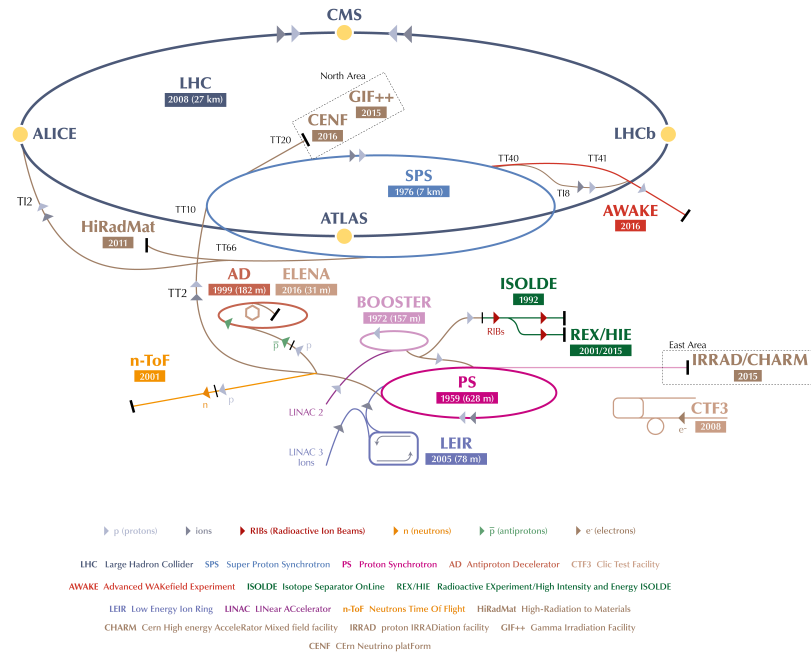 CMS
North Area
LHC
2008 (27 km)
GIF++
2015
CENF
2016
ALICE
LHCb
TT20
TT40
TT41
SPS
1976 (7 km)
TI8
TI2
TT10
ATLAS
AWAKE
2016
HiRadMat
2011
TT66
AD
1999 (182 m)
ELENA
2016 (31 m)
TT2
ISOLDE
1992
BOOSTER
1972 (157 m)
RIBs
REX/HIE
2001/2015
p̅
p
East Area
IRRAD/CHARM
2015
n-ToF
2001
n
p
PS
1959 (628 m)
LINAC 2
CTF3
2008
e-
LEIR
2005 (78 m)
LINAC 3
Ions
p (protons)
ions
RIBs (Radioactive Ion Beams)
n (neutrons)
p̅ (antiprotons)
e- (electrons)
LHC Large Hadron Collider SPS Super Proton Synchrotron PS Proton Synchrotron AD Antiproton Decelerator CTF3 Clic Test Facility
AWAKE Advanced WAKefield Experiment ISOLDE Isotope Separator OnLine REX/HIE Radioactive EXperiment/High Intensity and Energy ISOLDE
LEIR Low Energy Ion Ring LINAC LINear ACcelerator n-ToF Neutrons Time Of Flight HiRadMat High-Radiation to Materials
CHARM Cern High energy AcceleRator Mixed field facility IRRAD proton IRRADiation facility GIF++ Gamma Irradiation Facility
CENF CErn Neutrino platForm